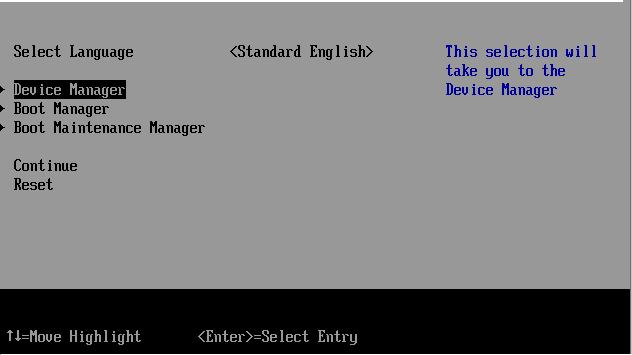 Select Language <Standard English> This selection will
take you to the
Device Manager Device Manager
Boot Manager
Boot Maintenance Manager
Continue
Reset
↑↓=Move Highlight <Enter>=Select Entry